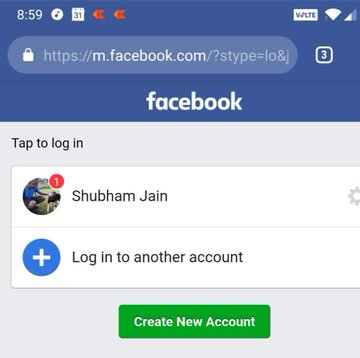 8:59 31 VoLTE
https://m.facebook.com/?stype=lo&j 3
facebook
Tap to log in
1
Shubham Jain
Log in to another account
Create New Account